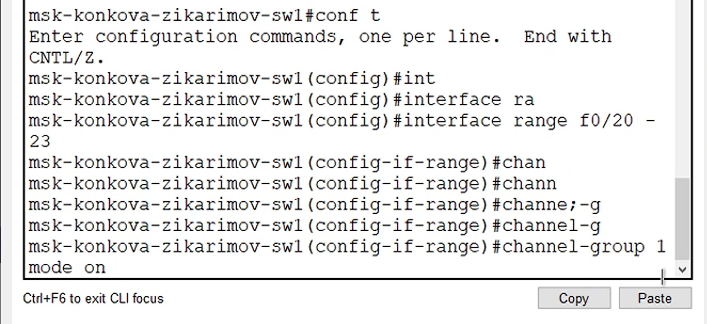 msk-konkova-zikarimov-sw1#conf t
Enter configuration commands, one per line.  End with
CNTL/Z.
msk-konkova-zikarimov-sw1(config)#int
msk-konkova-zikarimov-sw1(config)#interface ra
msk-konkova-zikarimov-sw1(config)#interface range f0/20 -
23
msk-konkova-zikarimov-sw1(config-if-range)#chan
msk-konkova-zikarimov-sw1(config-if-range)#chann
msk-konkova-zikarimov-sw1(config-if-range)#channe;-g
msk-konkova-zikarimov-sw1(config-if-range)#channel-g
msk-konkova-zikarimov-sw1(config-if-range)#channel-group 1
mode on
Ctrl+F6 to exit CLI focus
Copy
Paste